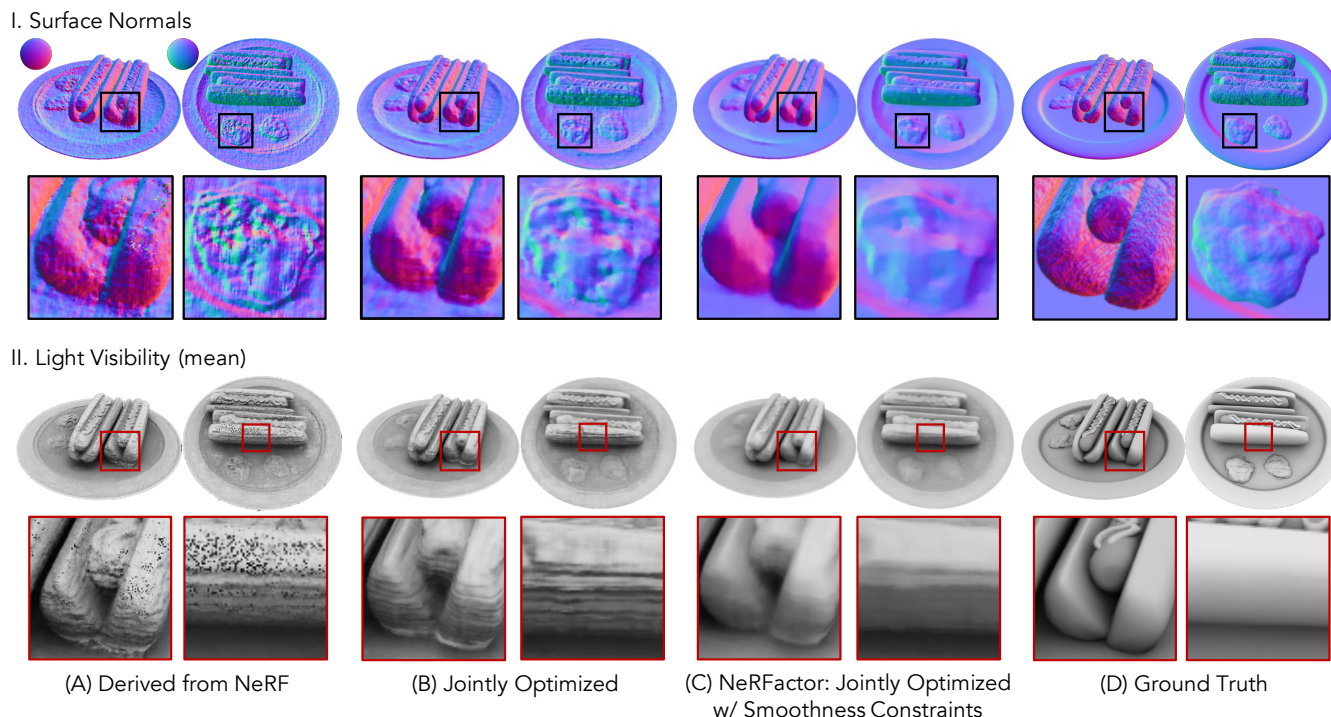 I. Surface Normals
II. Light Visibility (mean)
(A) Derived from NeRF
(B) Jointly Optimized
(C) NeRFactor: Jointly Optimized
w/ Smoothness Constraints
(D) Ground Truth